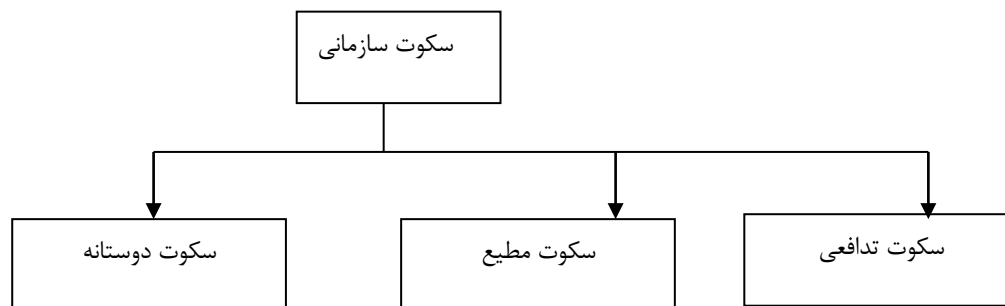 سکوت سازمانی
سکوت تدافعی
سکوت مطیع
سکوت دوستانه